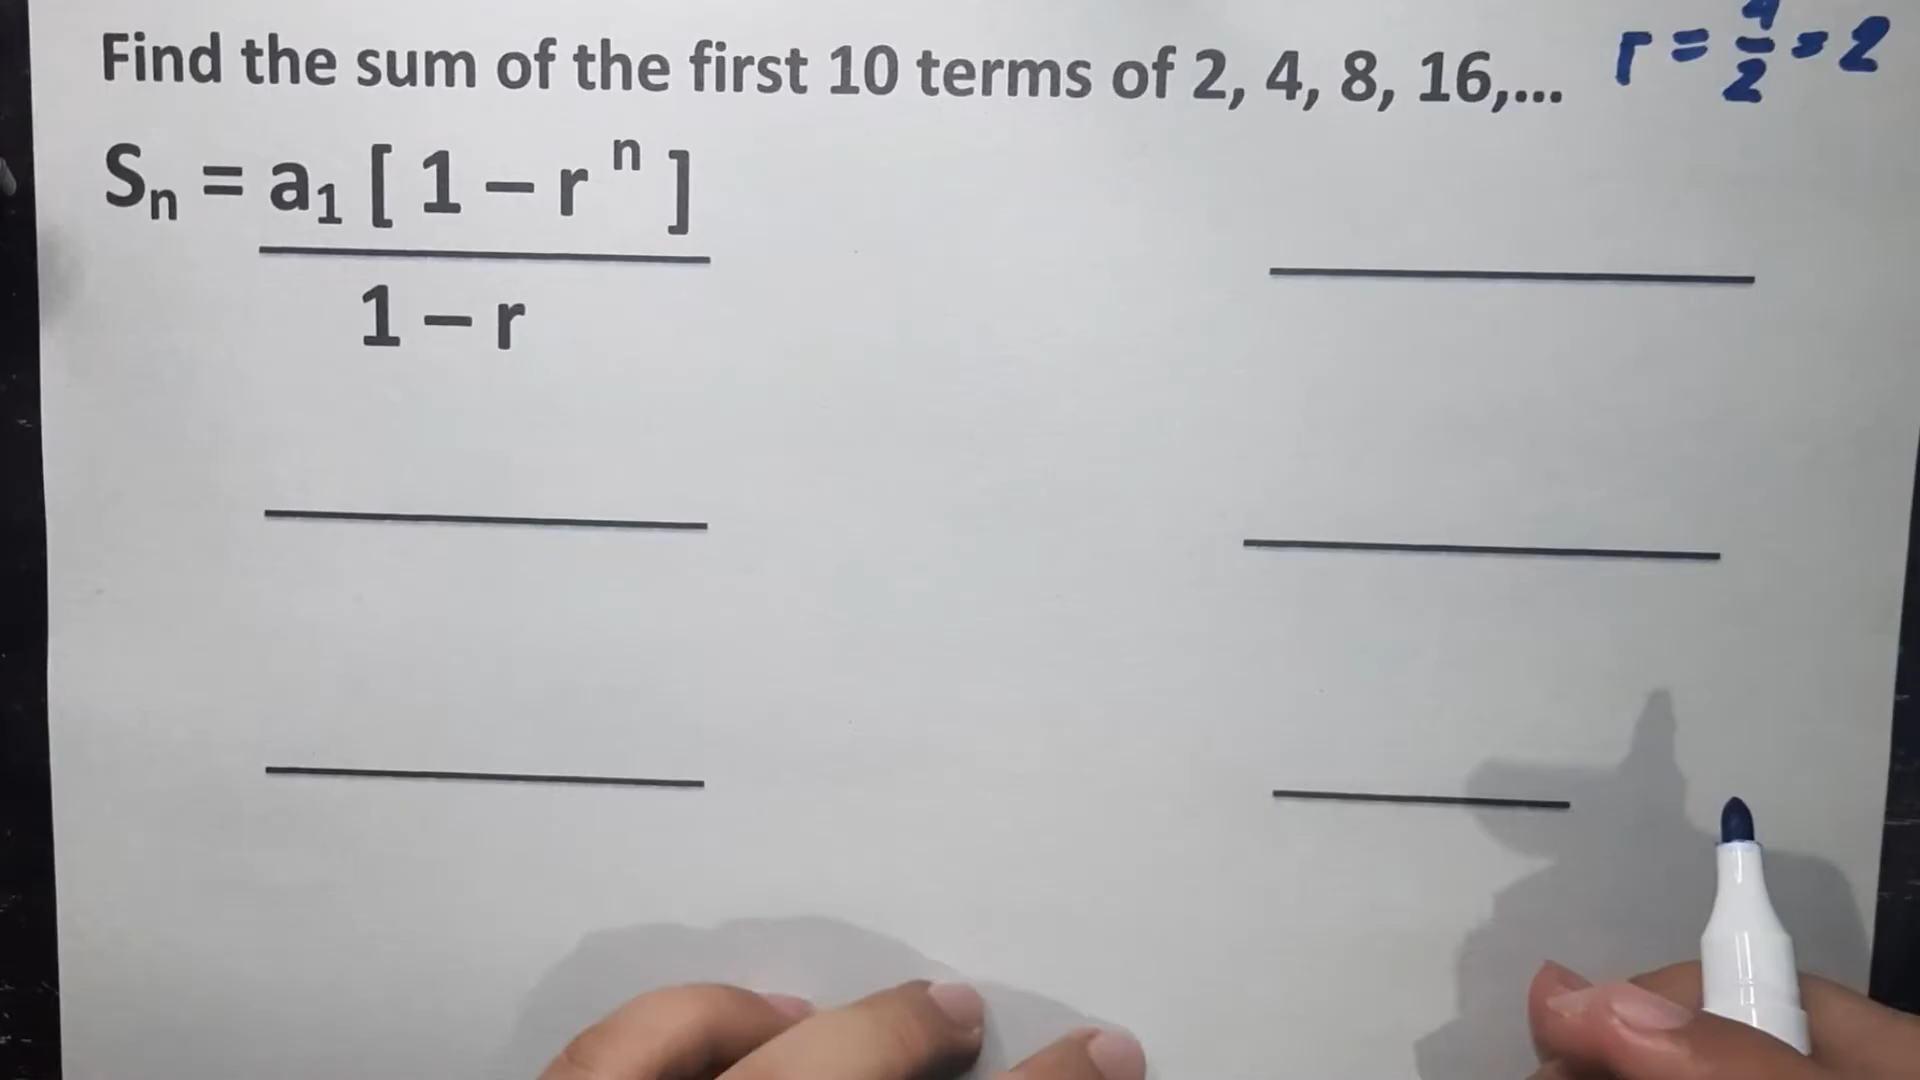 Find the sum of the first 10 terms of 2, 4, 8, 16,... r = 4/2 = 2
Sn = a1 [ 1 – r ^n ]
1 – r